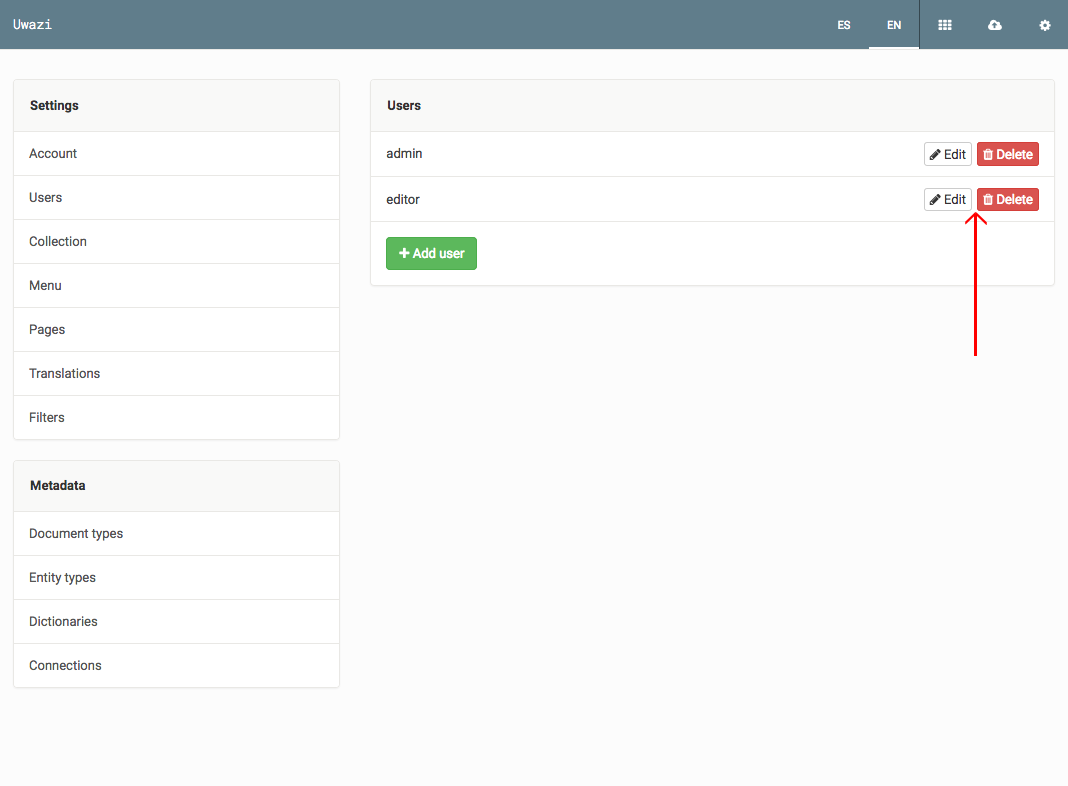 Uwazi ES EN
Settings
Account
Users
Collection
Menu
Pages
Translations
Filters
Metadata
Document types
Entity types
Dictionaries
Connections
Users
admin Edit Delete
editor Edit Delete
Add user